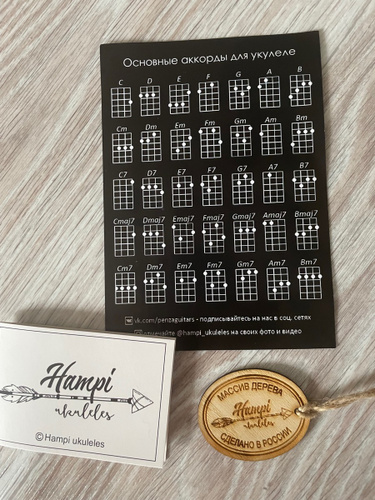 Основные аккорды для укулеле
C D E F G A B
Cm Dm Em Fm Gm Am Bm
C7 D7 E7 F7 G7 A7 B7
Cmaj7 Dmaj7 Emaj7 Fmaj7 Gmaj7 Amaj7 Bmaj7
Cm7 Dm7 Em7 Fm7 Gm7 Am7 Bm7
vk.com/penzaguitars - подписывайтесь на нас в соц. сетях
отмечайте @hampi_ukuleles на своих фото и видео
Hampi
ukuleles
© Hampi ukuleles
МАССИВ ДЕРЕВА
Hampi
ukuleles
СДЕЛАНО В РОССИИ